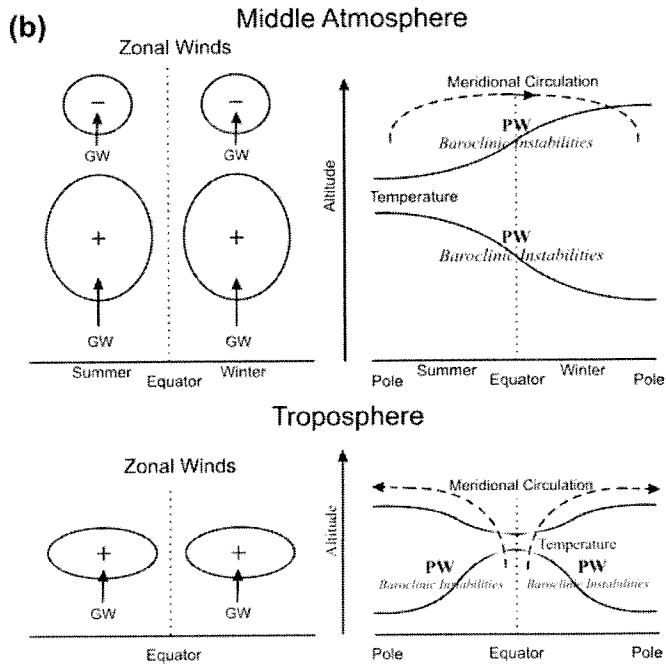 (b)
Middle Atmosphere
Zonal Winds
−
−
GW
GW
+
+
GW
GW
Summer
Equator
Winter
Altitude
Meridional Circulation
PW
Baroclinic Instabilities
Temperature
PW
Baroclinic Instabilities
Pole
Summer
Equator
Winter
Pole
Troposphere
Zonal Winds
+
+
GW
GW
Equator
Altitude
Meridional Circulation
Temperature
PW
PW
Baroclinic Instabilities
Baroclinic Instabilities
Pole
Equator
Pole